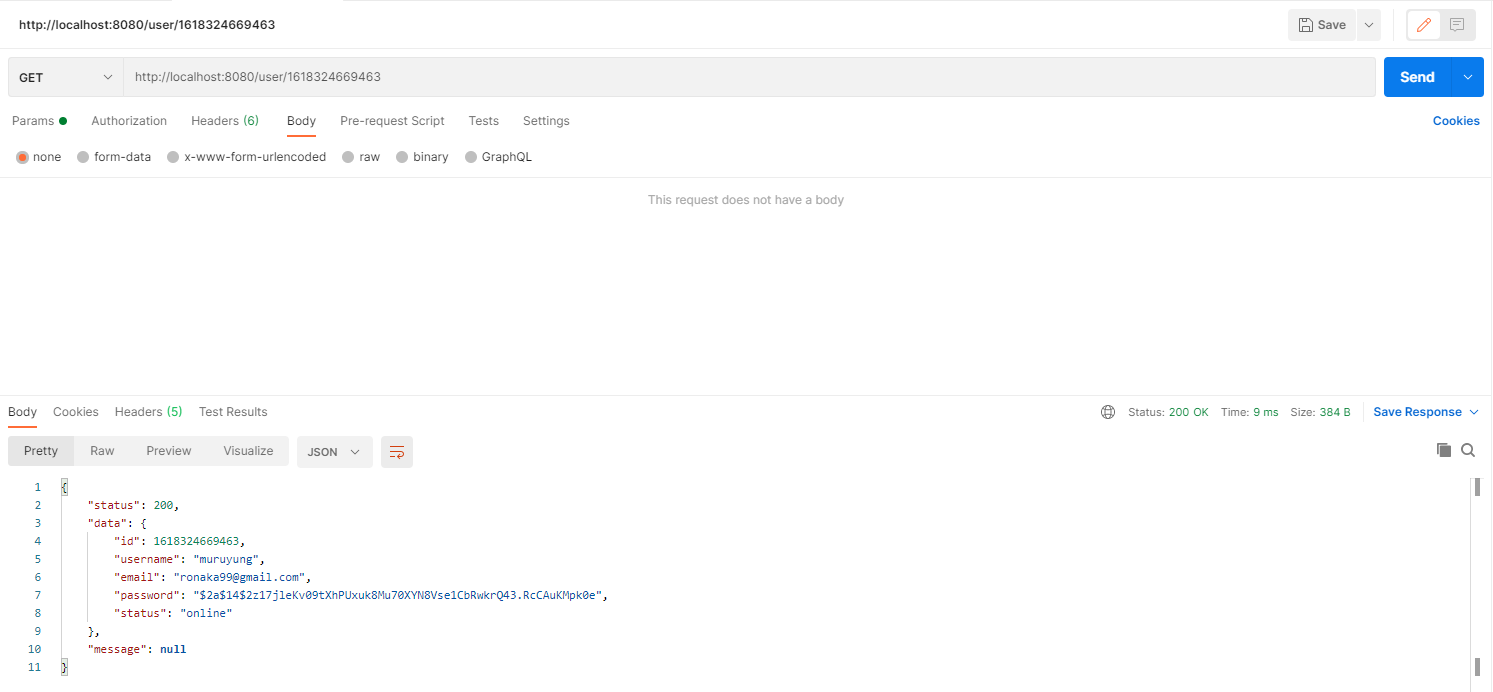 http://localhost:8080/user/1618324669463 Save
GET http://localhost:8080/user/1618324669463 Send
Params Authorization Headers (6) Body Pre-request Script Tests Settings Cookies
none form-data x-www-form-urlencoded raw binary GraphQL
This request does not have a body
Body Cookies Headers (5) Test Results Status: 200 OK Time: 9 ms Size: 384 B Save Response
Pretty Raw Preview Visualize JSON
1 {
2 "status": 200,
3 "data": {
4 "id": 1618324669463,
5 "username": "muruyung",
6 "email": "ronaka99@gmail.com",
7 "password": "$2a$14$2z17jleKv09tXhPUxuk8Mu70XYN8Vse1CbRwkrQ43.RcCAuKMpk0e",
8 "status": "online"
9 },
10 "message": null
11 }